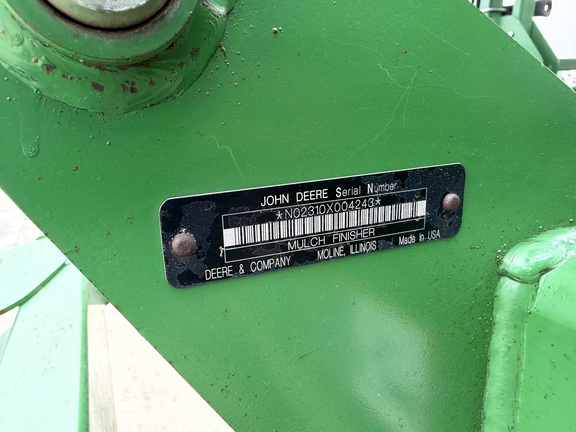 JOHN DEERE Serial Number
*N02310X004243*
MULCH FINISHER
DEERE & COMPANY MOLINE, ILLINOIS Made In USA